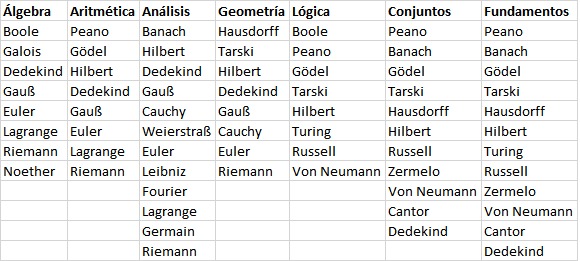 Álgebra Aritmética Análisis Geometría Lógica Conjuntos Fundamentos
Boole Peano Banach Hausdorff Boole Peano Peano
Galois Gödel Hilbert Tarski Peano Banach Banach
Dedekind Hilbert Dedekind Hilbert Gödel Gödel Gödel
Gauß Dedekind Gauß Dedekind Tarski Tarski Tarski
Euler Gauß Cauchy Gauß Hilbert Hausdorff Hausdorff
Lagrange Euler Weierstraß Cauchy Turing Hilbert Hilbert
Riemann Lagrange Euler Euler Russell Russell Turing
Noether Riemann Leibniz Riemann Von Neumann Zermelo Russell
Fourier Von Neumann Zermelo
Lagrange Cantor Von Neumann
Germain Dedekind Cantor
Riemann Dedekind